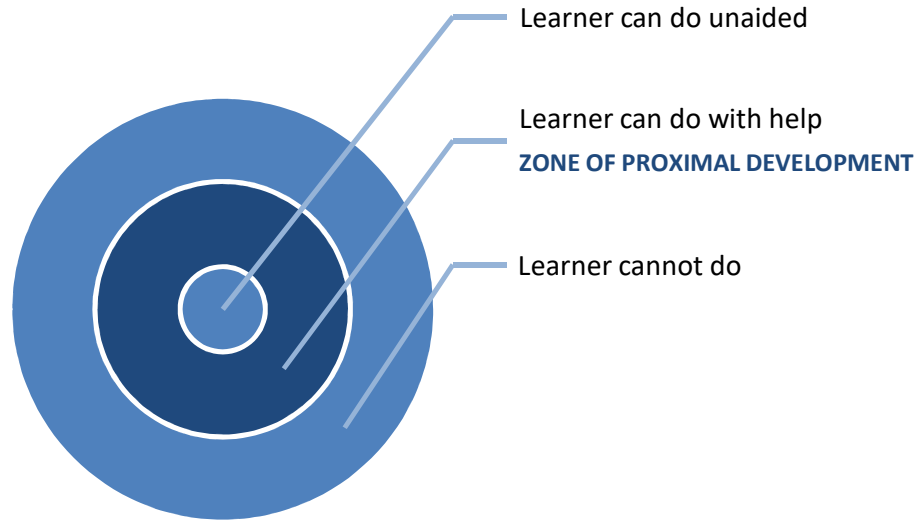 Learner can do unaided
Learner can do with help
ZONE OF PROXIMAL DEVELOPMENT
Learner cannot do